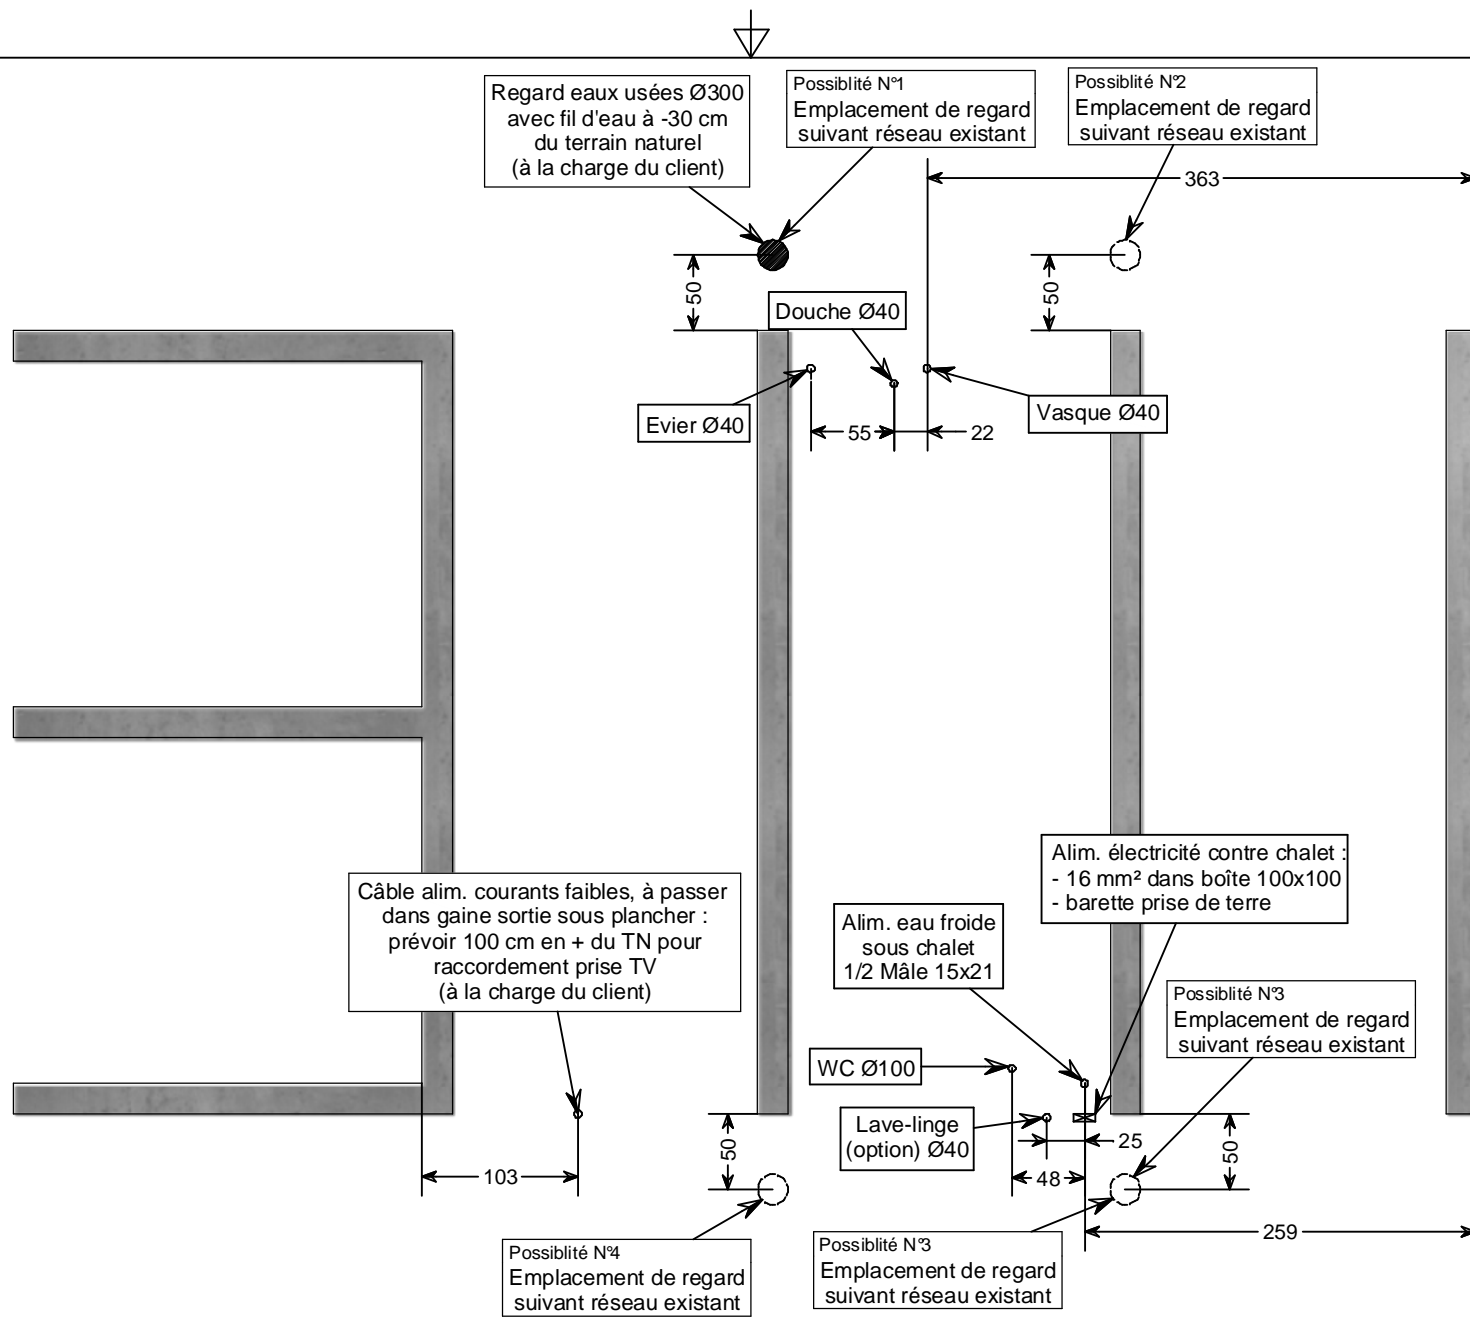 Regard eaux usées Ø300
avec fil d'eau à -30 cm
du terrain naturel
(à la charge du client)
Possiblité N°1
Emplacement de regard
suivant réseau existant
Possiblité N°2
Emplacement de regard
suivant réseau existant
363
50
50
Douche Ø40
Evier Ø40
Vasque Ø40
55
22
Câble alim. courants faibles, à passer
dans gaine sortie sous plancher :
prévoir 100 cm en + du TN pour
raccordement prise TV
(à la charge du client)
Alim. électricité contre chalet :
- 16 mm² dans boîte 100x100
- barette prise de terre
Alim. eau froide
sous chalet
1/2 Mâle 15x21
Possiblité N°3
Emplacement de regard
suivant réseau existant
WC Ø100
Lave-linge
(option) Ø40
25
50
50
103
48
259
Possiblité N°4
Emplacement de regard
suivant réseau existant
Possiblité N°3
Emplacement de regard
suivant réseau existant